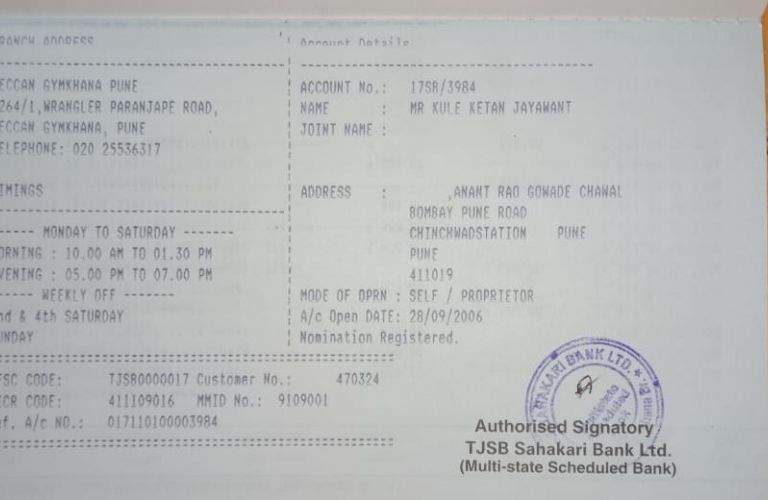 RANCH ADDRESS
ECCAN GYMKHANA PUNE
264/1,WRANGLER PARANJAPE ROAD,
ECCAN GYMKHANA, PUNE
ELEPHONE: 020 25536317
IMINGS
------ MONDAY TO SATURDAY -------
ORNING : 10.00 AM TO 01.30 PM
VENING : 05.00 PM TO 07.00 PM
------ WEEKLY OFF -------
nd & 4th SATURDAY
UNDAY
Account Details
ACCOUNT No.: 17SB/3984
NAME : MR KULE KETAN JAYAWANT
JOINT NAME :
ADDRESS : ,ANANT RAO GOWADE CHAWAL
BOMBAY PUNE ROAD
CHINCHWADSTATION PUNE
PUNE
411019
MODE OF OPRN : SELF / PROPRIETOR
A/c Open DATE: 28/09/2006
Nomination Registered.
FSC CODE: TJSB0000017 Customer No.: 470324
ICR CODE: 411109016 MMID No.: 9109001
ef. A/c NO.: 017110100003984
SAHAKARI BANK LTD.
Authorised Signatory
TJSB Sahakari Bank Ltd.
(Multi-state Scheduled Bank)